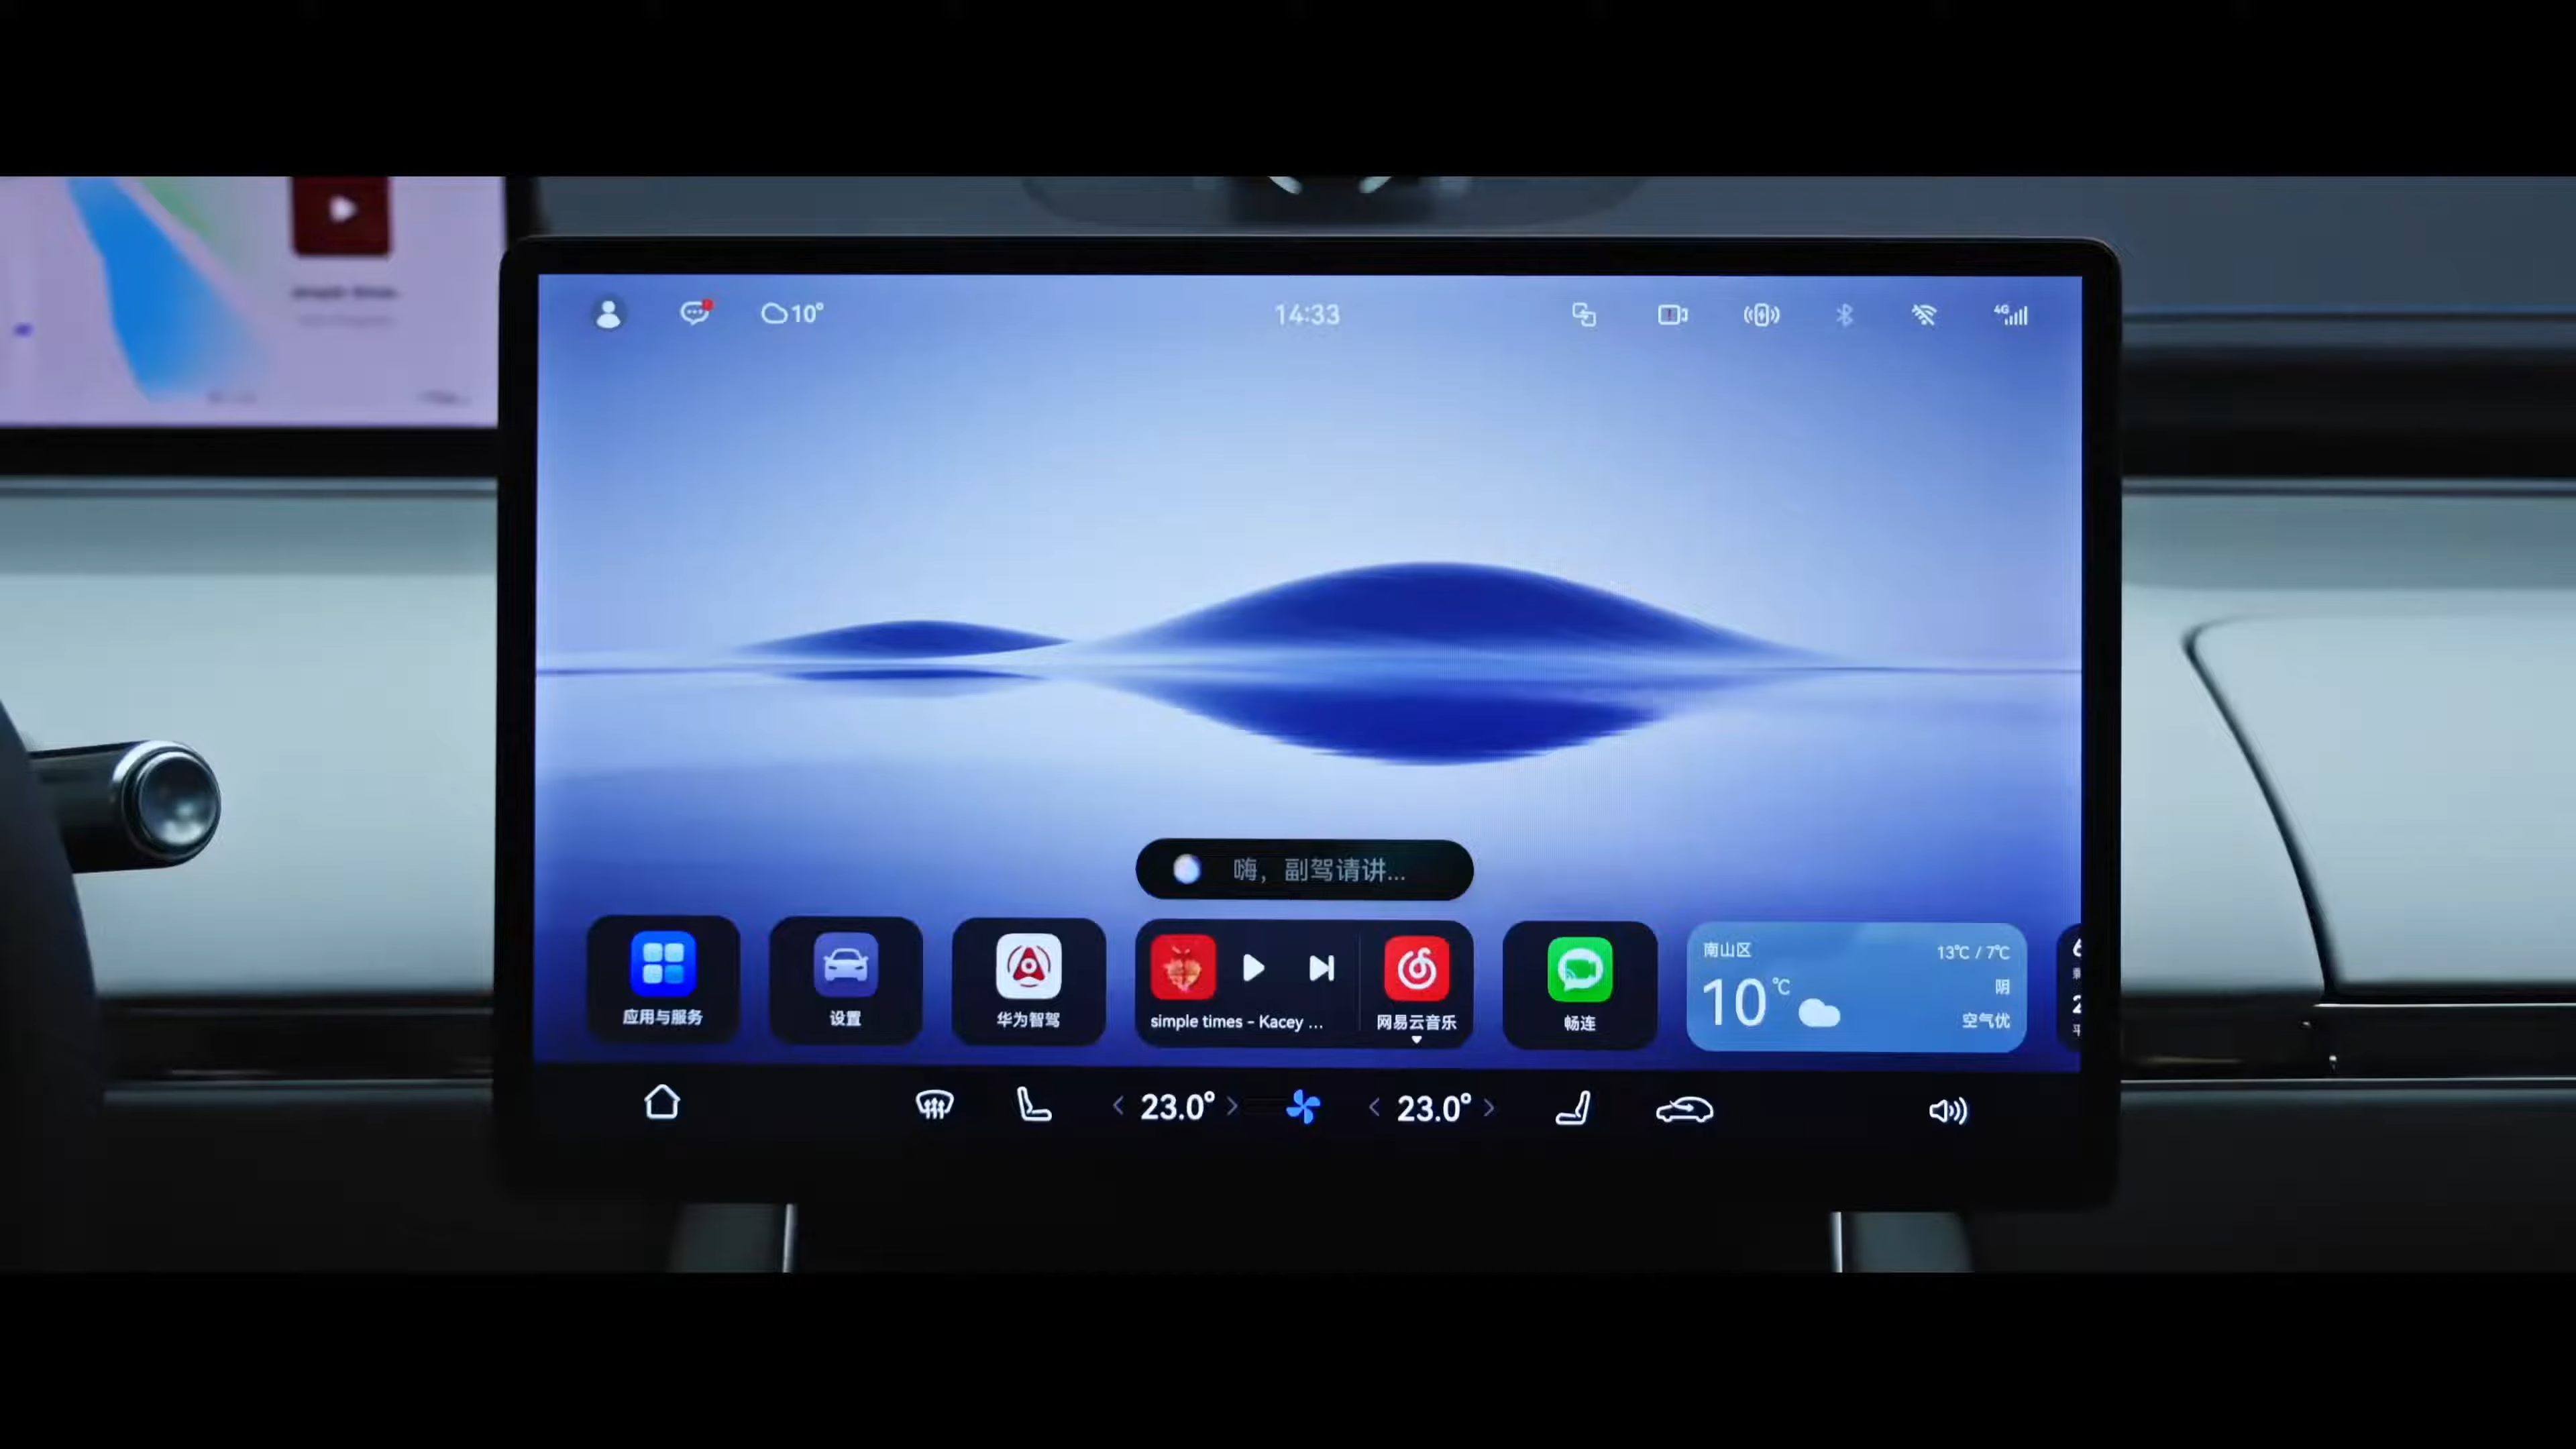 10°
14:33
4G
嗨，副驾请讲...
应用与服务
设置
华为智驾
simple times - Kacey ...
网易云音乐
畅连
南山区
13℃ / 7℃
10℃
阴
空气优
23.0°
23.0°